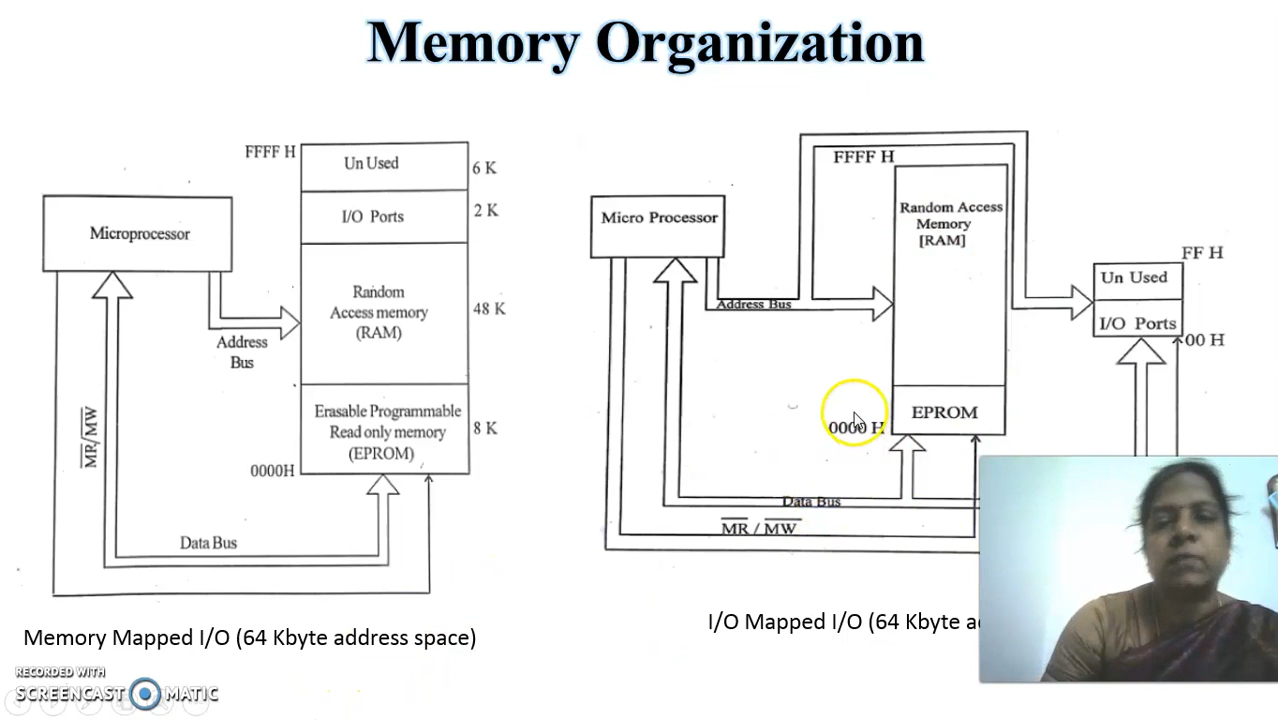 Memory Organization
FFFF H
Un Used
6 K
I/O Ports
2 K
Microprocessor
Random
Access memory
(RAM)
48 K
Address
Bus
Erasable Programmable
Read only memory
(EPROM)
8 K
MR/MW
0000H
Data Bus
Memory Mapped I/O (64 Kbyte address space)
FFFF H
Micro Processor
Random Access
Memory
[RAM]
FF H
Un Used
I/O Ports
00 H
Address Bus
EPROM
0000 H
Data Bus
MR / MW
I/O Mapped I/O (64 Kbyte
RECORDED WITH
SCREENCAST MATIC